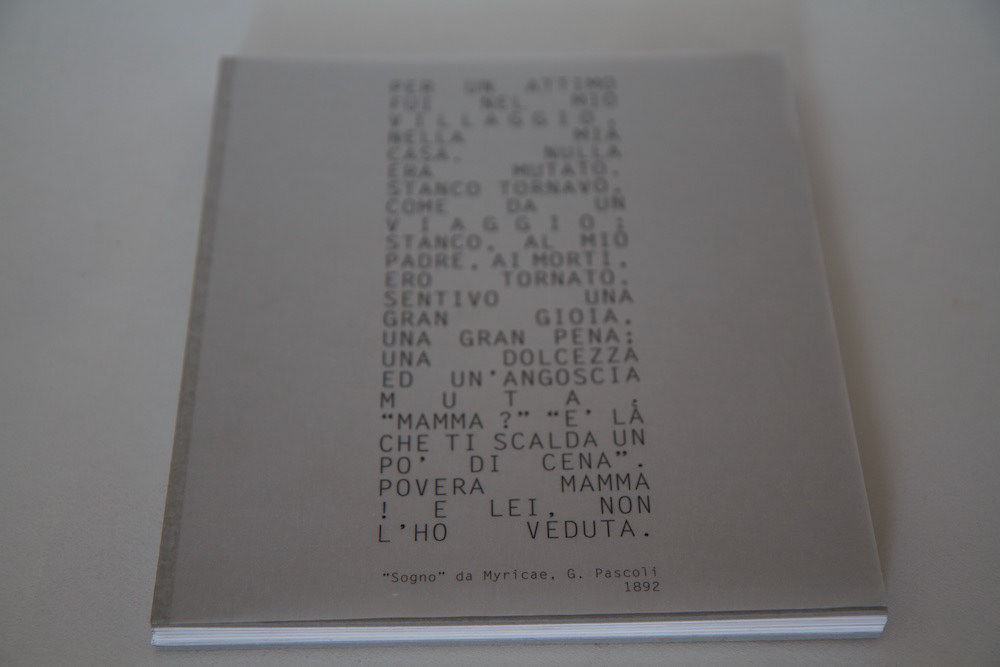 PER UN ATTIMO
FUI NEL MIO
VILLAGGIO,
NELLA MIA
CASA. NULLA
ERA MUTATO.
STANCO TORNAVO,
COME DA UN
VIAGGIO;
STANCO, AL MIO
PADRE, AI MORTI,
ERO TORNATO.
SENTIVO UNA
GRAN GIOIA,
UNA GRAN PENA;
UNA DOLCEZZA
ED UN'ANGOSCIA
MUTA.
“MAMMA ?” “E' LÀ
CHE TI SCALDA UN
PO' DI CENA”.
POVERA MAMMA
! E LEI, NON
L'HO VEDUTA.
"Sogno" da Myricae, G. Pascoli
1892